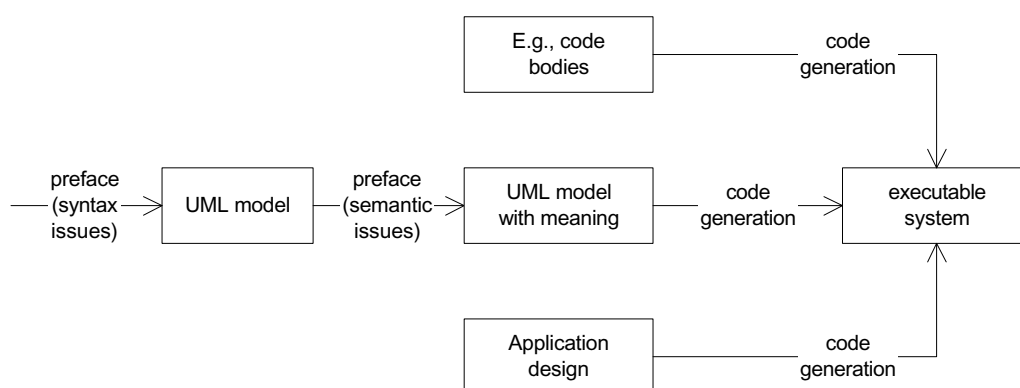 E.g., code
bodies
code
generation
preface
(syntax
issues)
UML model
preface
(semantic
issues)
UML model
with meaning
code
generation
executable
system
Application
design
code
generation